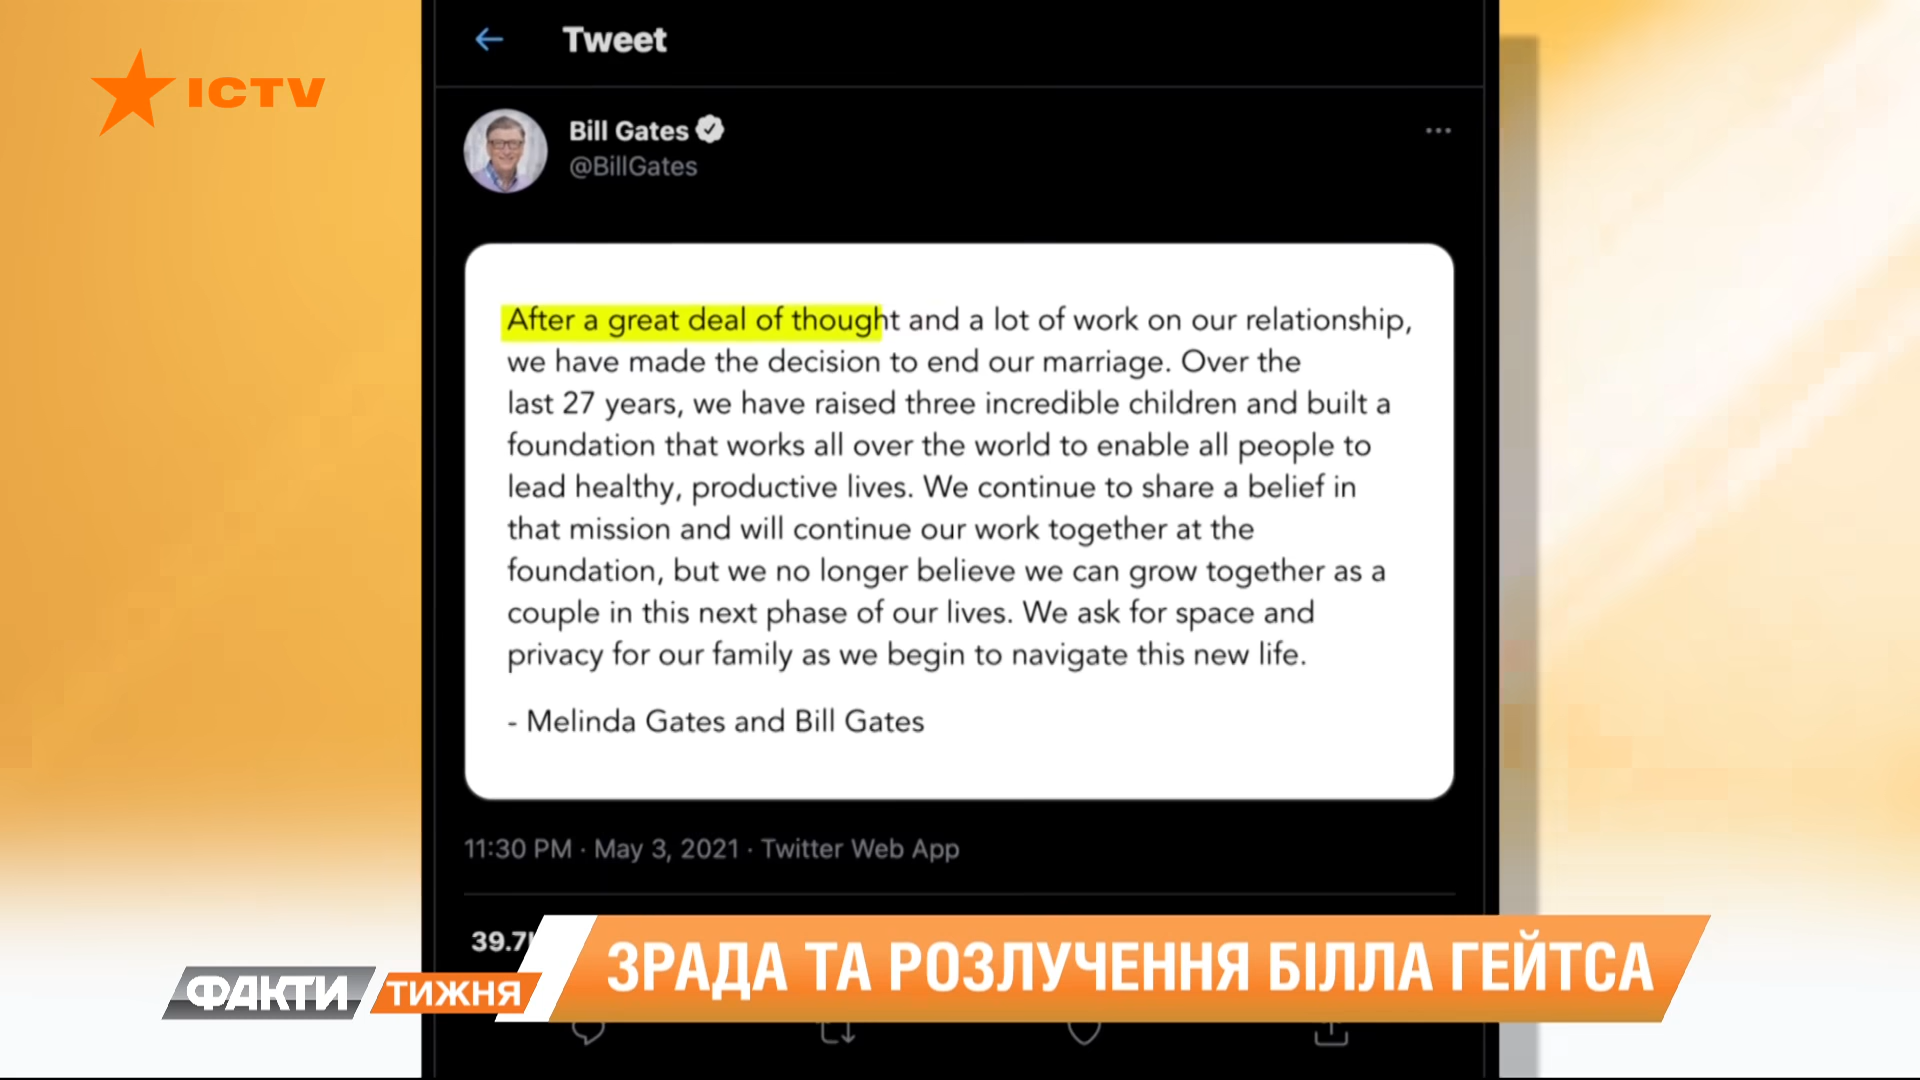 Tweet
ICTV
Bill Gates
@BillGates
After a great deal of thought and a lot of work on our relationship,
we have made the decision to end our marriage. Over the
last 27 years, we have raised three incredible children and built a
foundation that works all over the world to enable all people to
lead healthy, productive lives. We continue to share a belief in
that mission and will continue our work together at the
foundation, but we no longer believe we can grow together as a
couple in this next phase of our lives. We ask for space and
privacy for our family as we begin to navigate this new life.
- Melinda Gates and Bill Gates
11:30 PM · May 3, 2021 · Twitter Web App
39.7
ЗРАДА ТА РОЗЛУЧЕННЯ БІЛЛА ГЕЙТСА
ФАКТИ ТИЖНЯ